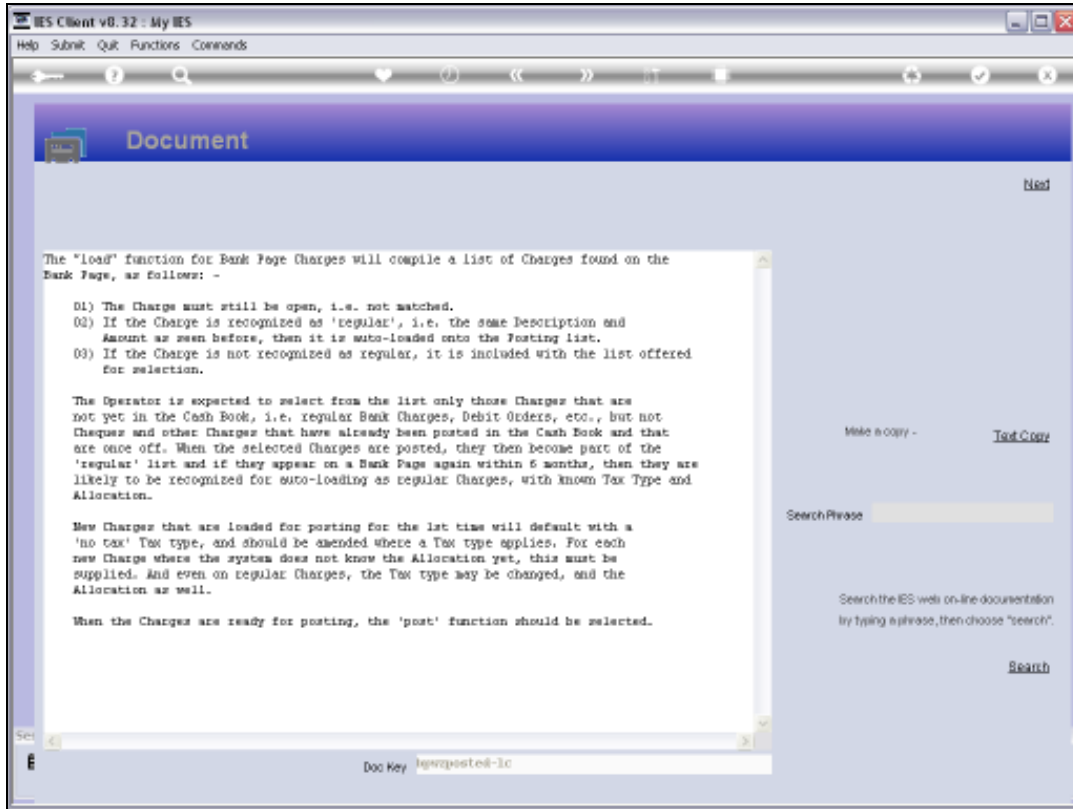 IES Client v8.32 : My IES
Help Submit Quit Functions Commands
Document
Next
The "load" function for Bank Page Charges will compile a list of Charges found on the
Bank Page, as follows: -
01) The Charge must still be open, i.e. not matched.
02) If the Charge is recognized as 'regular', i.e. the same Description and
Amount as seen before, then it is auto-loaded onto the Posting list.
03) If the Charge is not recognized as regular, it is included with the list offered
for selection.
The Operator is expected to select from the list only those Charges that are
not yet in the Cash Book, i.e. regular Bank Charges, Debit Orders, etc., but not
Cheques and other Charges that have already been posted in the Cash Book and that
are once off. When the selected Charges are posted, they then become part of the
'regular' list and if they appear on a Bank Page again within 6 months, then they are
likely to be recognized for auto-loading as regular Charges, with known Tax Type and
Allocation.
New Charges that are loaded for posting for the 1st time will default with a
'no tax' Tax type, and should be amended where a Tax type applies. For each
new Charge where the system does not know the Allocation yet, this must be
supplied. And even on regular Charges, the Tax type may be changed, and the
Allocation as well.
When the Charges are ready for posting, the 'post' function should be selected.
Make a copy -
Text Copy
Search Phrase
Search the IES web on-line documentation
by typing a phrase, then choose "search".
Search
Doc Key